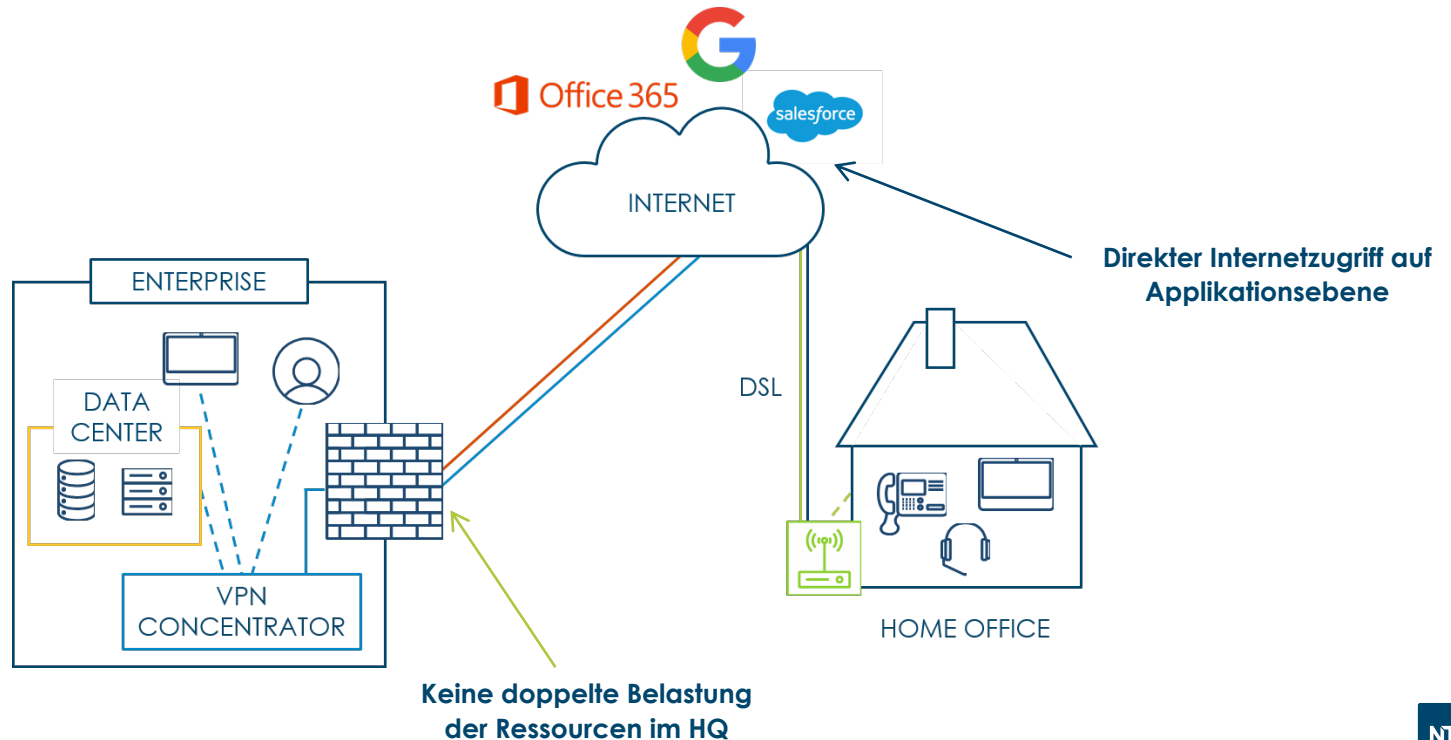 Office 365
salesforce
INTERNET
Direkter Internetzugriff auf
Applikationsebene
ENTERPRISE
DATA
CENTER
VPN
CONCENTRATOR
DSL
HOME OFFICE
Keine doppelte Belastung
der Ressourcen im HQ